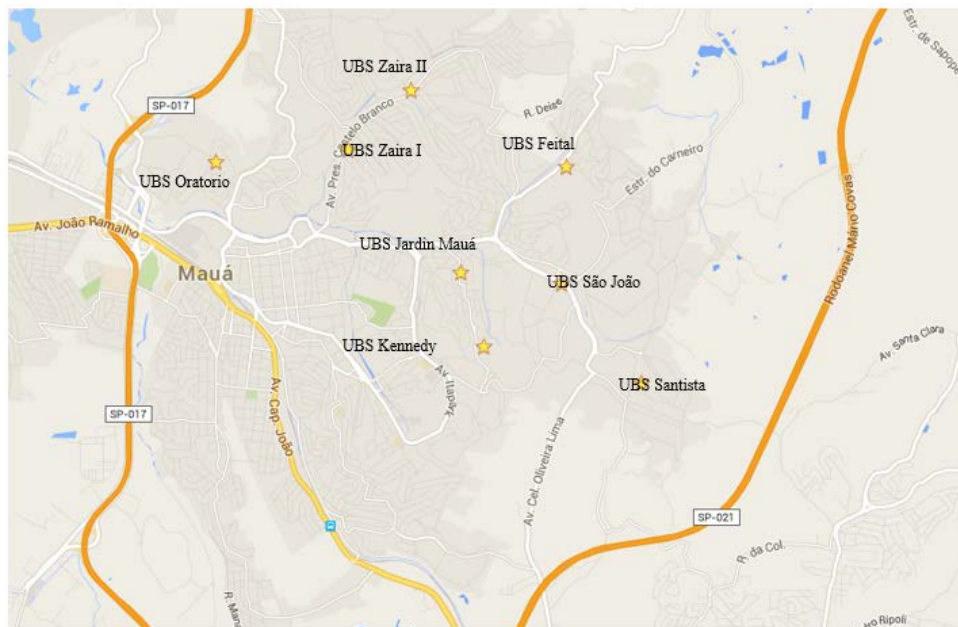 Estr. de Sapope
UBS Zaira II
SP-017
Av. Pres. Castelo Branco
R. Deise
UBS Zaira I
UBS Feital
UBS Oratorio
Estr. do Carneiro
Rodoanel Mário Covas
Av. João Ramalho
UBS Jardin Mauá
Mauá
UBS São João
UBS Kennedy
Av. Itapark
Av. Santa Clara
UBS Santista
SP-017
Av. Cap. João
Av. Cel. Oliveira Lima
SP-021
R. da Col.
R. Mane
ro Ripoli